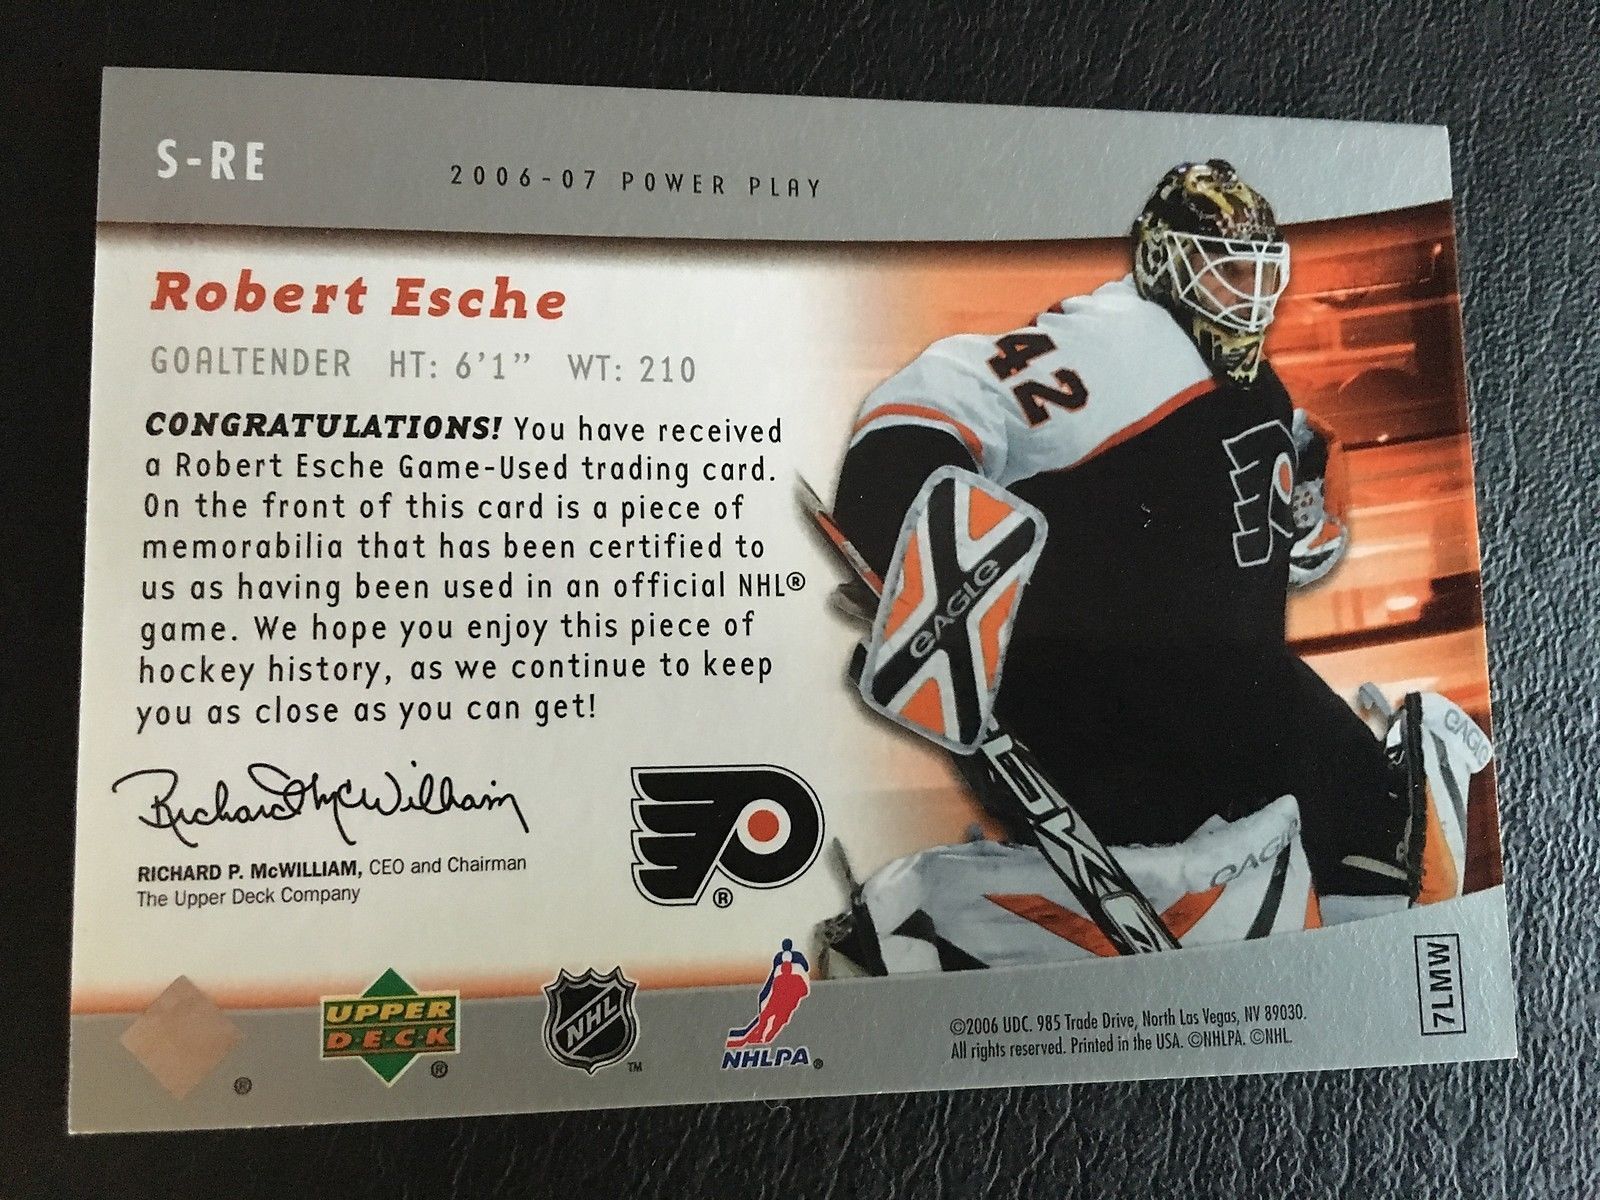 S-RE
2006-07 POWER PLAY
Robert Esche
GOALTENDER HT: 6'1” WT: 210
CONGRATULATIONS! You have received
a Robert Esche Game-Used trading card.
On the front of this card is a piece of
memorabilia that has been certified to
us as having been used in an official NHL®
game. We hope you enjoy this piece of
hockey history, as we continue to keep
you as close as you can get!
Richard P. McWilliam
RICHARD P. McWILLIAM, CEO and Chairman
The Upper Deck Company
®
42
EAGLE
EAGLE
EAGLE
®
UPPER
D·E·C·K
®
NHL
TM
NHLPA®
©2006 UDC. 985 Trade Drive, North Las Vegas, NV 89030.
All rights reserved. Printed in the USA. ©NHLPA. ©NHL.
7LMW